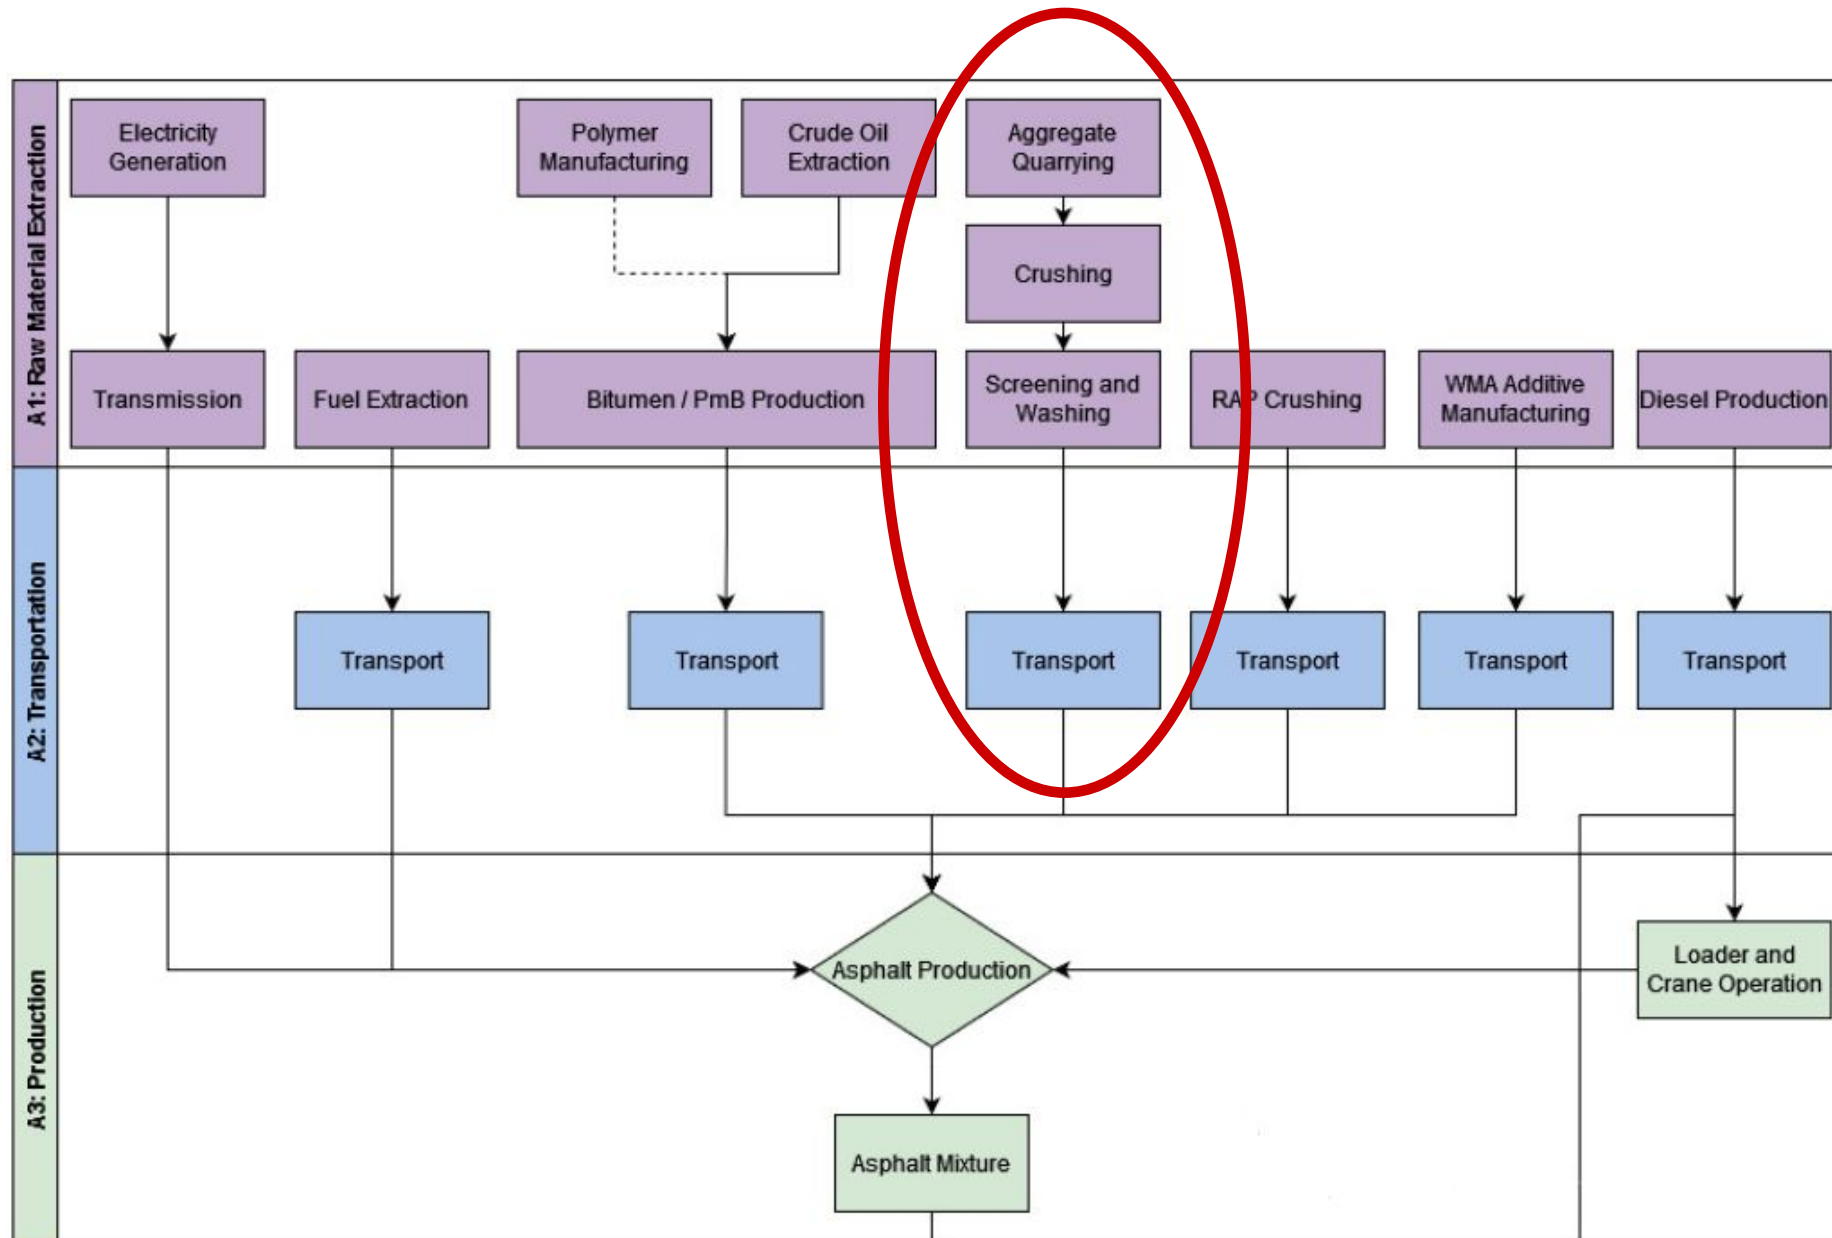 A1: Raw Material Extraction
Electricity
Generation
Polymer
Manufacturing
Crude Oil
Extraction
Aggregate
Quarrying
Crushing
Transmission
Fuel Extraction
Bitumen / PmB Production
Screening and
Washing
RAP Crushing
WMA Additive
Manufacturing
Diesel Production
A2: Transportation
Transport
Transport
Transport
Transport
Transport
Transport
A3: Production
Asphalt Production
Loader and
Crane Operation
Asphalt Mixture